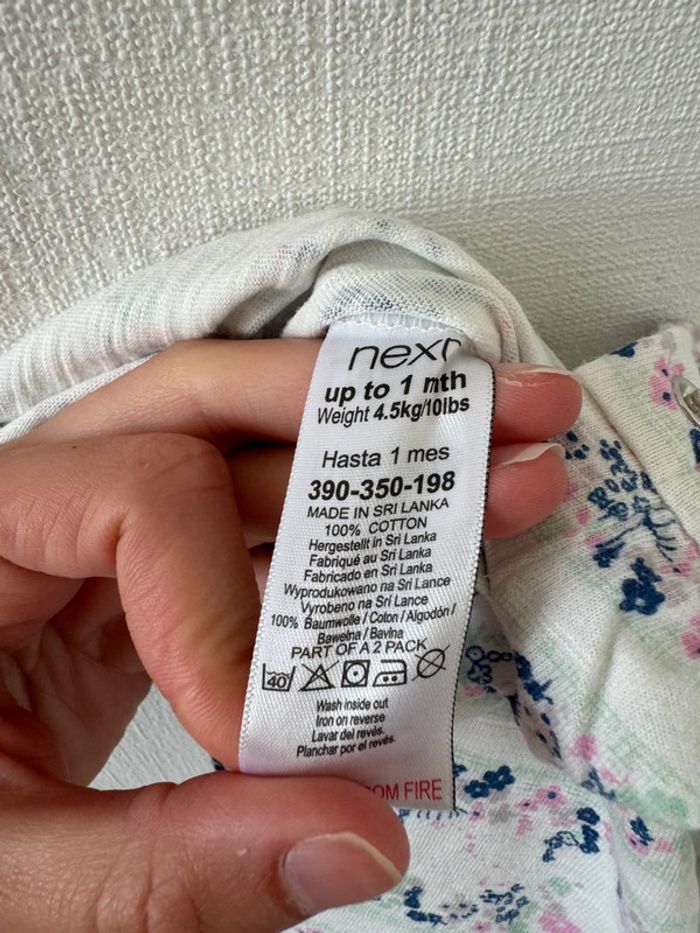 next
up to 1 mth
Weight 4.5kg/10lbs
Hasta 1 mes
390-350-198
MADE IN SRI LANKA
100% COTTON
Hergestellt in Sri Lanka
Fabriqué au Sri Lanka
Fabricado en Sri Lanka
Wyprodukowano na Sri Lance
Vyrobeno na Sri Lance
100% Baumwolle / Coton / Algodón /
Bawełna / Bavlna
PART OF A 2 PACK
40
Wash inside out
Iron on reverse
Lavar del revés.
Planchar por el revés.
FIRE